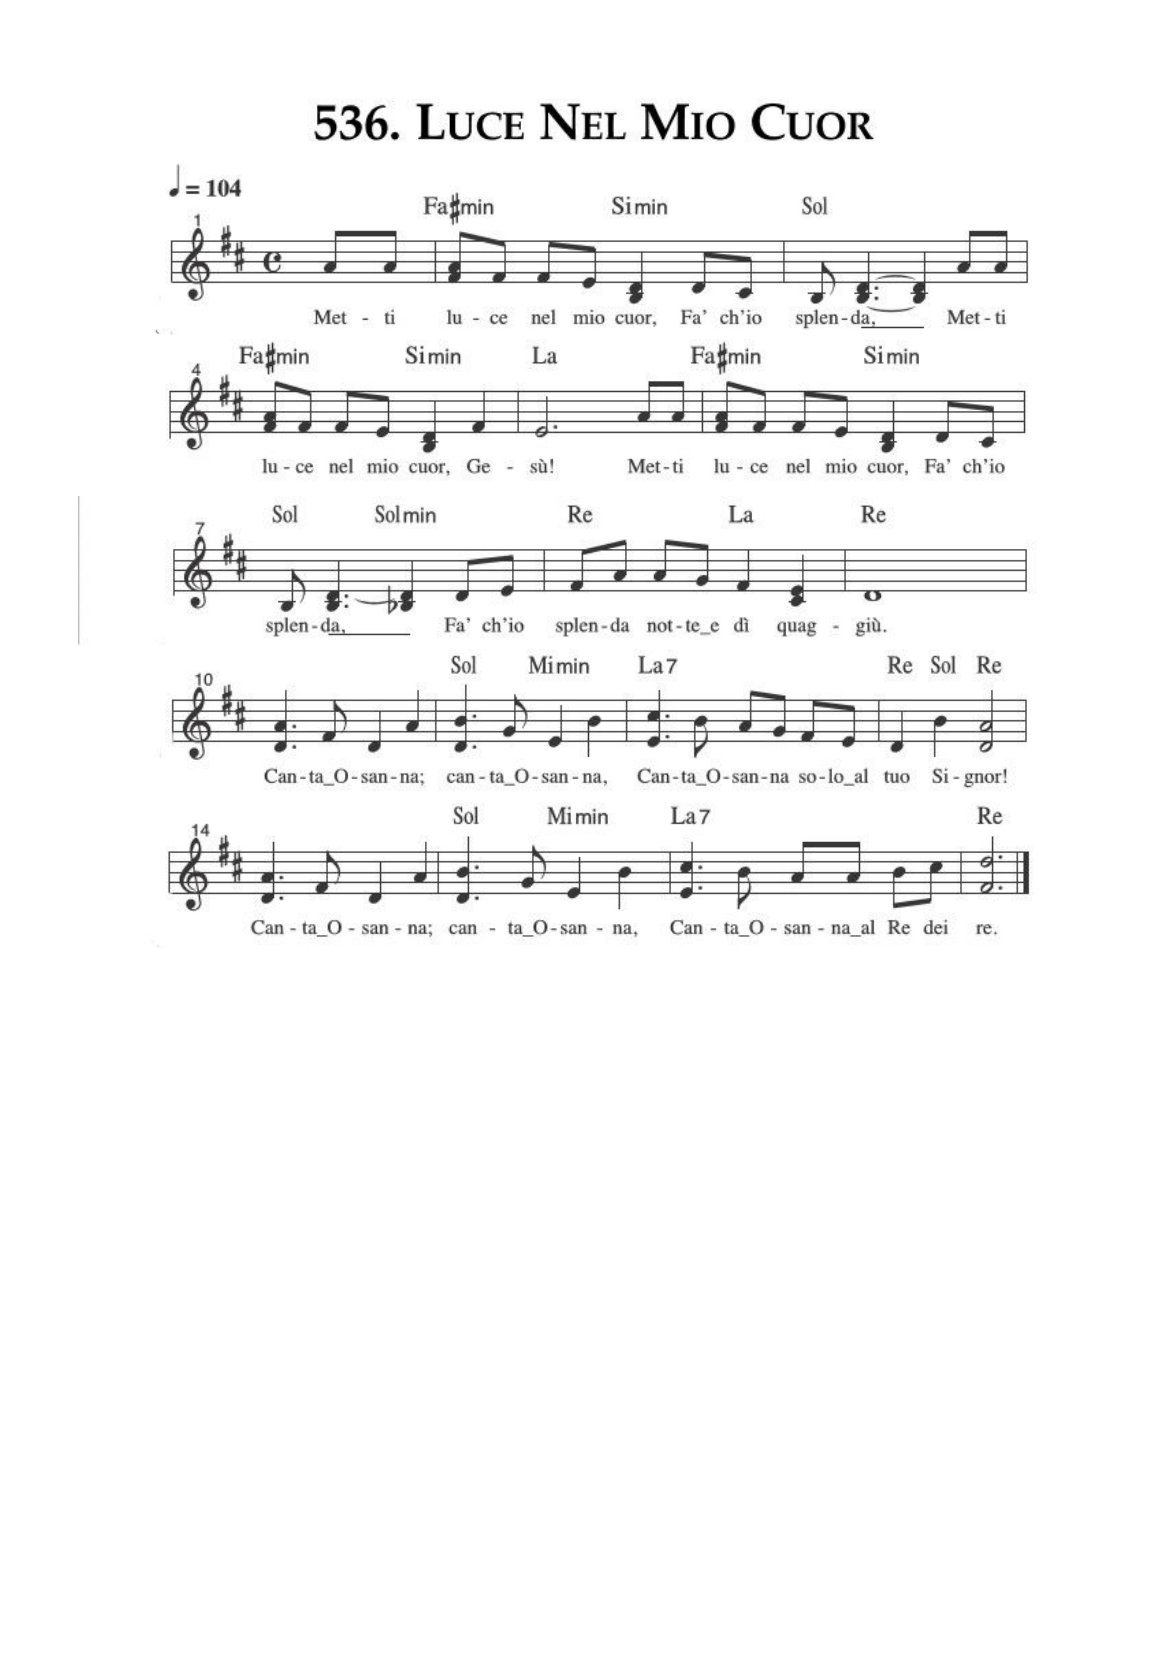 536. Luce Nel Mio Cuor
= 104
Fa#min Simin Sol
1
Met - ti lu - ce nel mio cuor, Fa' ch'io splen-da,____ Met-ti
Fa#min Simin La Fa#min Simin
4
lu - ce nel mio cuor, Ge - sù! Met-ti lu - ce nel mio cuor, Fa' ch'io
Sol Solmin Re La Re
7
splen-da,____ Fa' ch'io splen-da not-te_e dì quag - giù.
Sol Mimin La7 Re Sol Re
10
Can-ta_O-san-na; can-ta_O-san-na, Can-ta_O-san-na so-lo_al tuo Si-gnor!
Sol Mimin La7 Re
14
Can - ta_O - san - na; can - ta_O-san - na, Can - ta_O - san - na_al Re dei re.